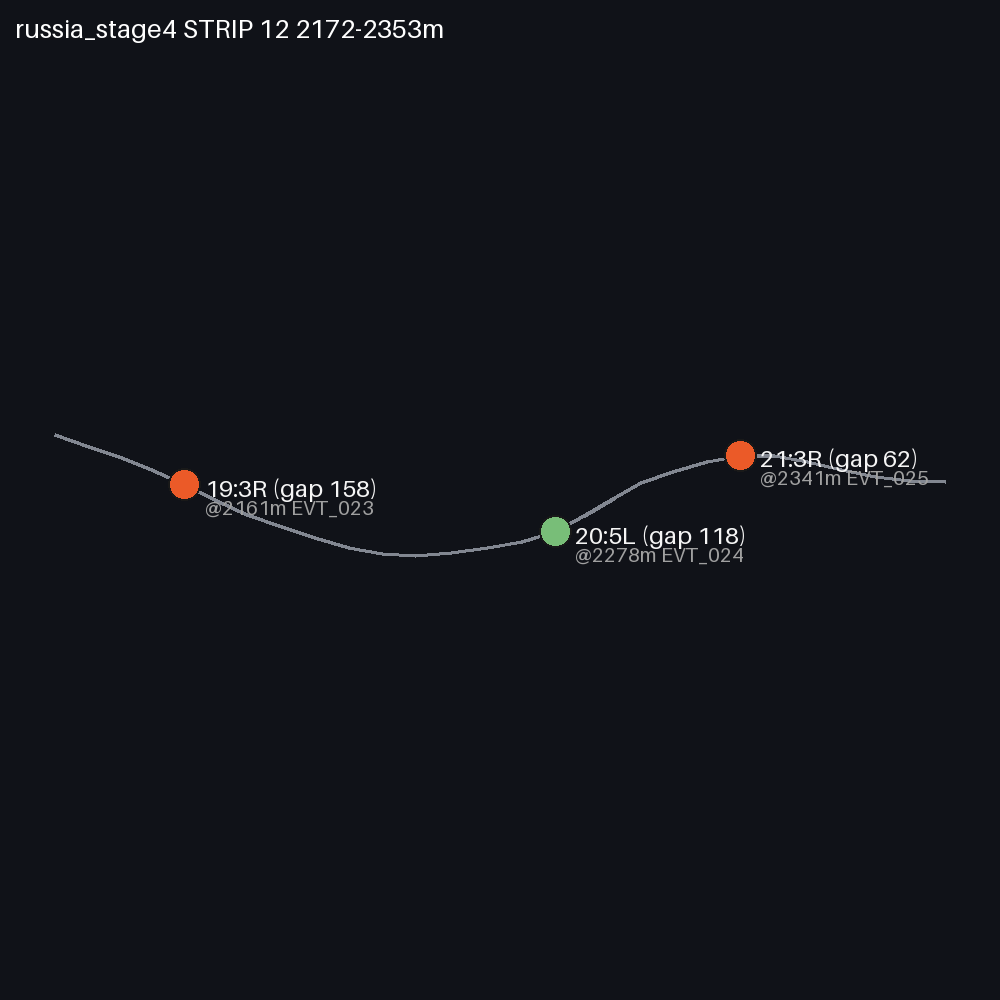 russia_stage4 STRIP 12 2172-2353m
19:3R (gap 158)
@2161m EVT_023
20:5L (gap 118)
@2278m EVT_024
21:3R (gap 62)
@2341m EVT_025